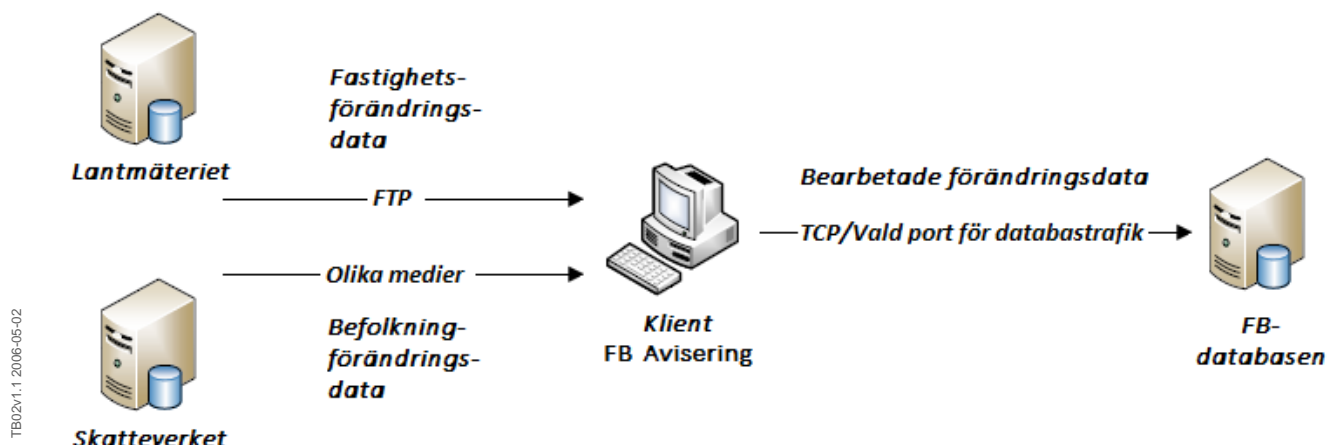 Fastighets-
förändrings-
data
Lantmäteriet
FTP
Bearbetade förändringsdata
TCP/Vald port för databastrafik
Olika medier
Befolkning-
förändrings-
data
Klient
FB Avisering
FB-
databasen
Skatteverket
TB02v1.1 2006-05-02